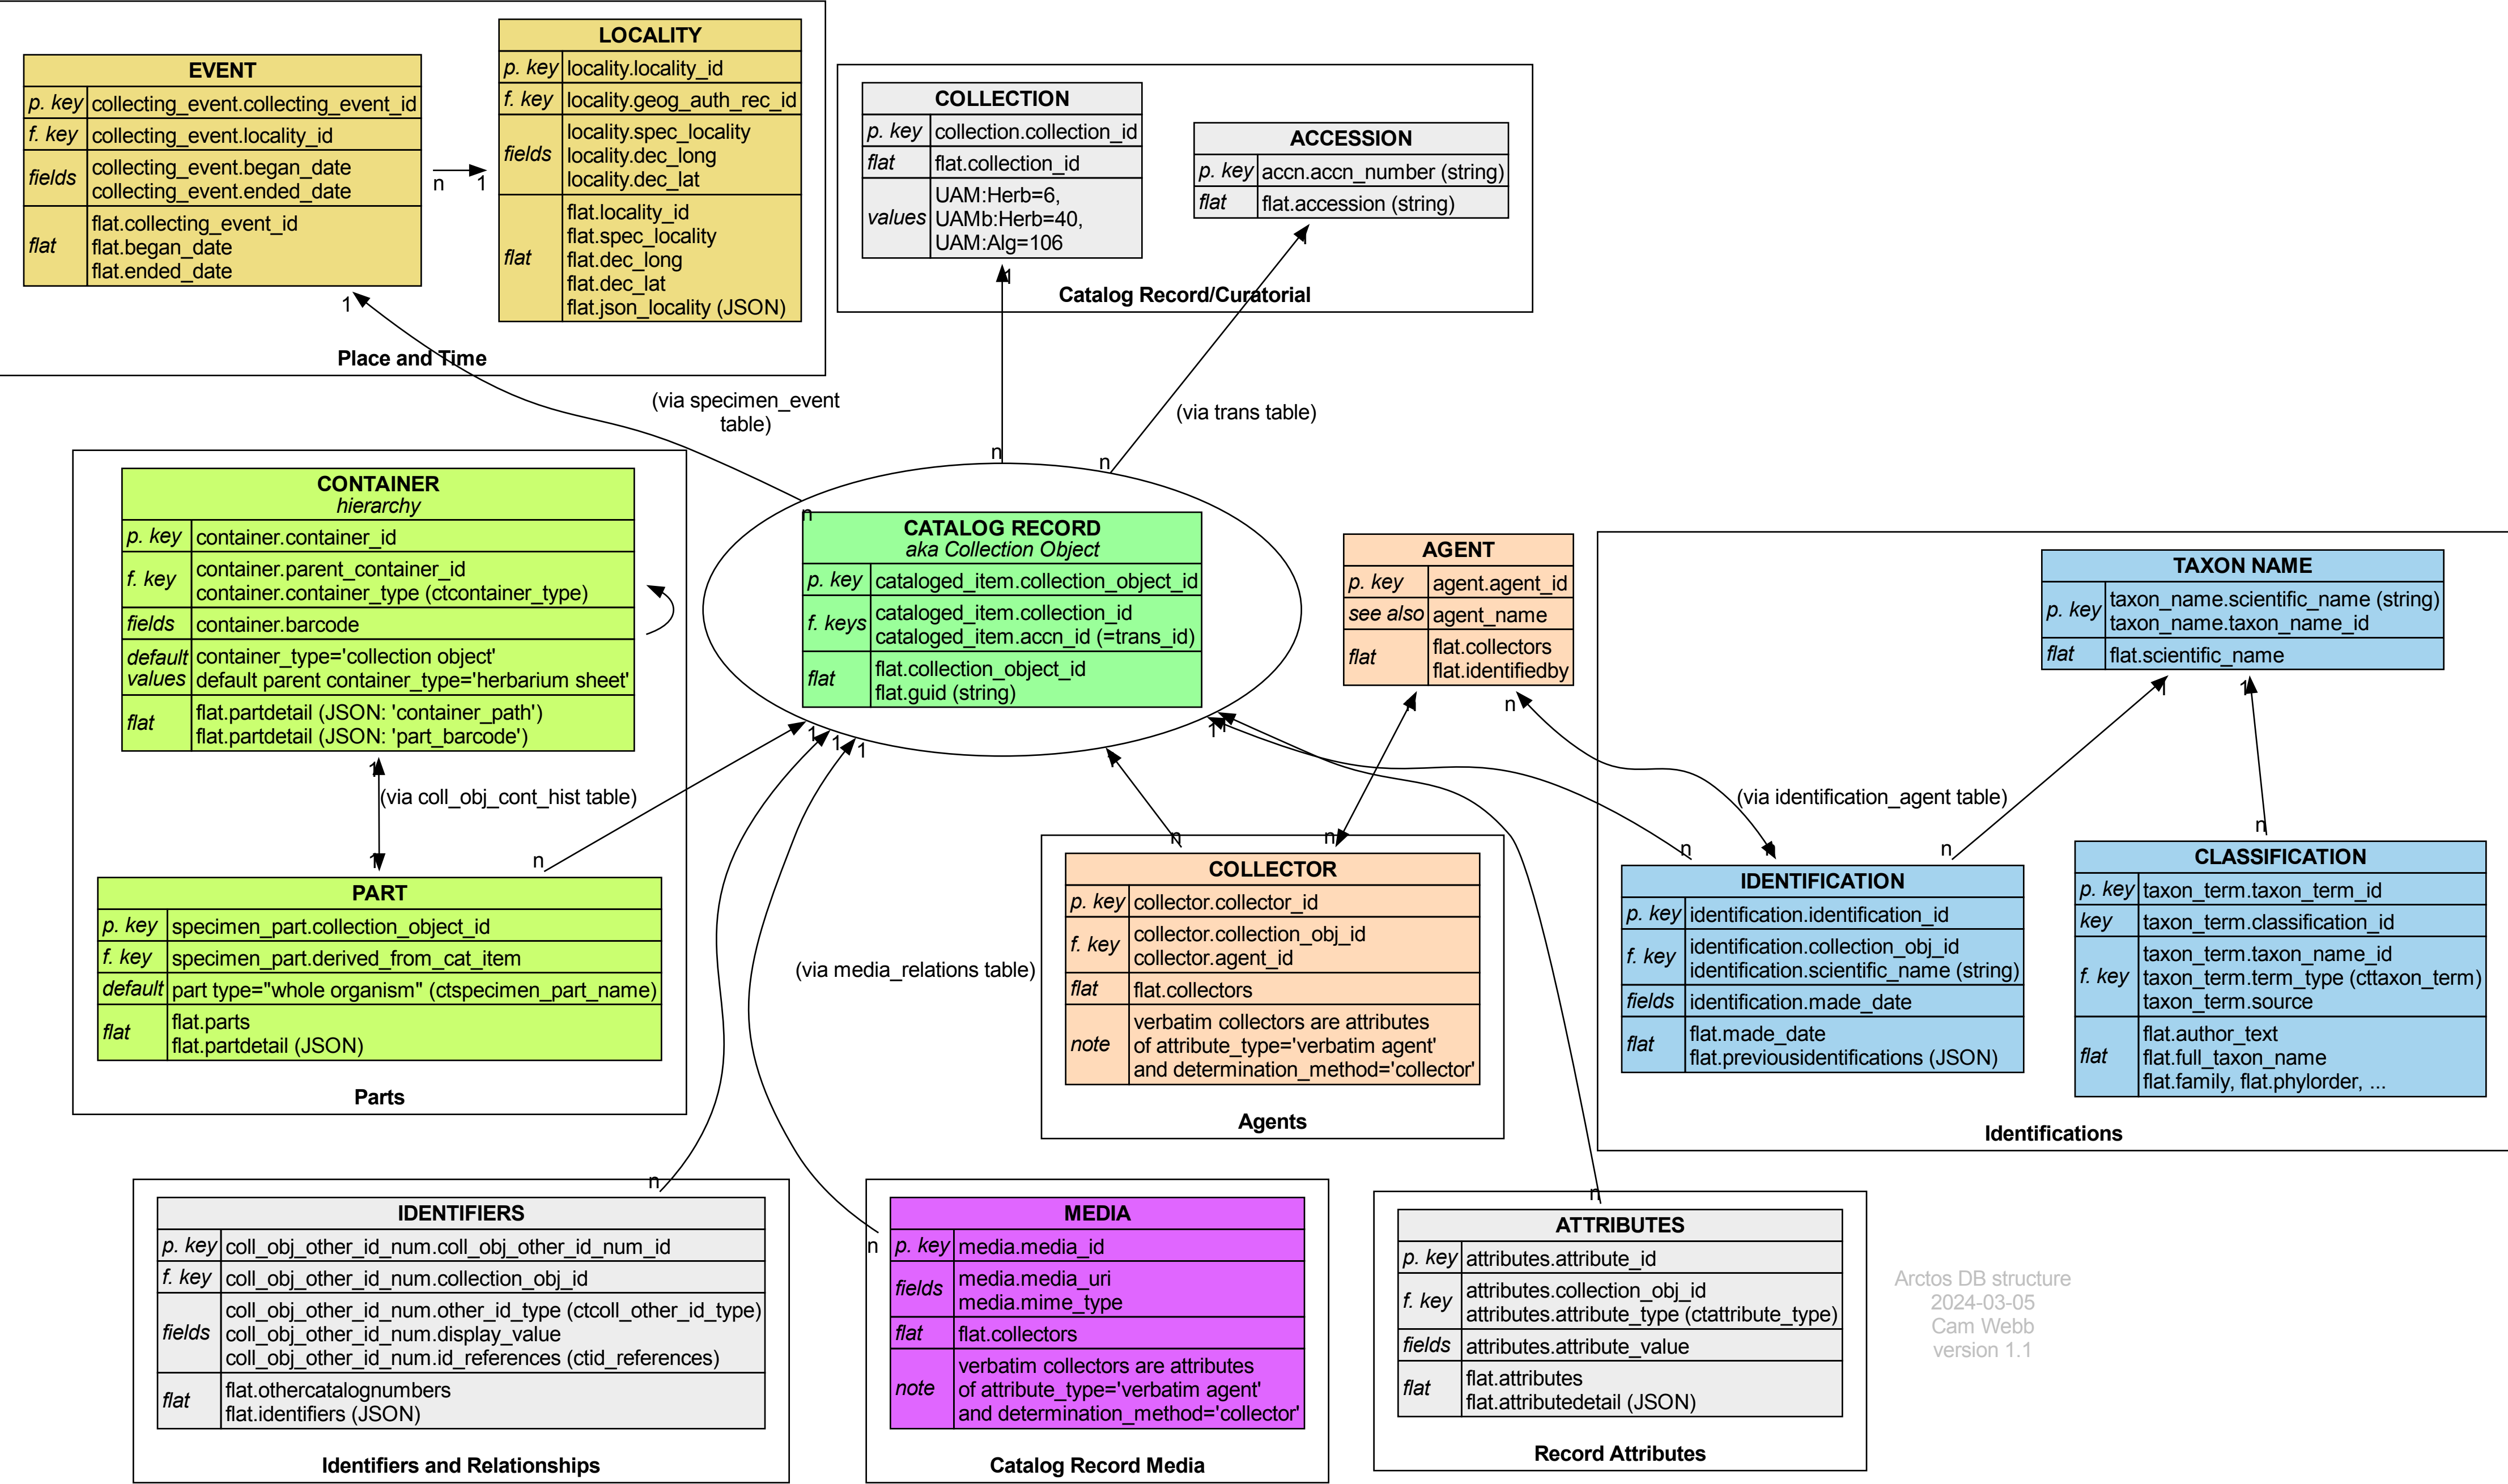 EVENT
p. key collecting_event.collecting_event_id
f. key collecting_event.locality_id
fields
collecting_event.began_date
collecting_event.ended_date
flat
flat.collecting_event_id
flat.began_date
flat.ended_date
n
1
1
LOCALITY
p. key locality.locality_id
f. key locality.geog_auth_rec_id
fields
locality.spec_locality
locality.dec_long
locality.dec_lat
flat
flat.locality_id
flat.spec_locality
flat.dec_long
flat.dec_lat
flat.json_locality (JSON)
Place and Time
COLLECTION
p. key collection.collection_id
flat flat.collection_id
values
UAM:Herb=6,
UAMb:Herb=40,
UAM:Alg=106
1
ACCESSION
p. key accn.accn_number (string)
flat flat.accession (string)
1
Catalog Record/Curatorial
(via specimen_event
table)
(via trans table)
n
n
n
CONTAINER
hierarchy
p. key container.container_id
f. key
container.parent_container_id
container.container_type (ctcontainer_type)
fields container.barcode
default
values
container_type='collection object'
default parent container_type='herbarium sheet'
flat
flat.partdetail (JSON: 'container_path')
flat.partdetail (JSON: 'part_barcode')
1
(via coll_obj_cont_hist table)
1
n
PART
p. key specimen_part.collection_object_id
f. key specimen_part.derived_from_cat_item
default part type="whole organism" (ctspecimen_part_name)
flat
flat.parts
flat.partdetail (JSON)
Parts
CATALOG RECORD
aka Collection Object
p. key cataloged_item.collection_object_id
f. keys
cataloged_item.collection_id
cataloged_item.accn_id (=trans_id)
flat
flat.collection_object_id
flat.guid (string)
1
1
1
1
1
1
AGENT
p. key agent.agent_id
see also agent_name
flat
flat.collectors
flat.identifiedby
1
n
n
n
COLLECTOR
p. key collector.collector_id
f. key
collector.collection_obj_id
collector.agent_id
flat flat.collectors
note
verbatim collectors are attributes
of attribute_type='verbatim agent'
and determination_method='collector'
Agents
TAXON NAME
p. key
taxon_name.scientific_name (string)
taxon_name.taxon_name_id
flat flat.scientific_name
1
1
(via identification_agent table)
n
n
n
n
IDENTIFICATION
p. key identification.identification_id
f. key
identification.collection_obj_id
identification.scientific_name (string)
fields identification.made_date
flat
flat.made_date
flat.previousidentifications (JSON)
CLASSIFICATION
p. key taxon_term.taxon_term_id
key taxon_term.classification_id
f. key
taxon_term.taxon_name_id
taxon_term.term_type (cttaxon_term)
taxon_term.source
flat
flat.author_text
flat.full_taxon_name
flat.family, flat.phylorder, ...
Identifications
(via media_relations table)
n
IDENTIFIERS
p. key coll_obj_other_id_num.coll_obj_other_id_num_id
f. key coll_obj_other_id_num.collection_obj_id
fields
coll_obj_other_id_num.other_id_type (ctcoll_other_id_type)
coll_obj_other_id_num.display_value
coll_obj_other_id_num.id_references (ctid_references)
flat
flat.othercatalognumbers
flat.identifiers (JSON)
Identifiers and Relationships
n
MEDIA
p. key media.media_id
fields
media.media_uri
media.mime_type
flat flat.collectors
note
verbatim collectors are attributes
of attribute_type='verbatim agent'
and determination_method='collector'
Catalog Record Media
n
ATTRIBUTES
p. key attributes.attribute_id
f. key
attributes.collection_obj_id
attributes.attribute_type (ctattribute_type)
fields attributes.attribute_value
flat
flat.attributes
flat.attributedetail (JSON)
Record Attributes
Arctos DB structure
2024-03-05
Cam Webb
version 1.1